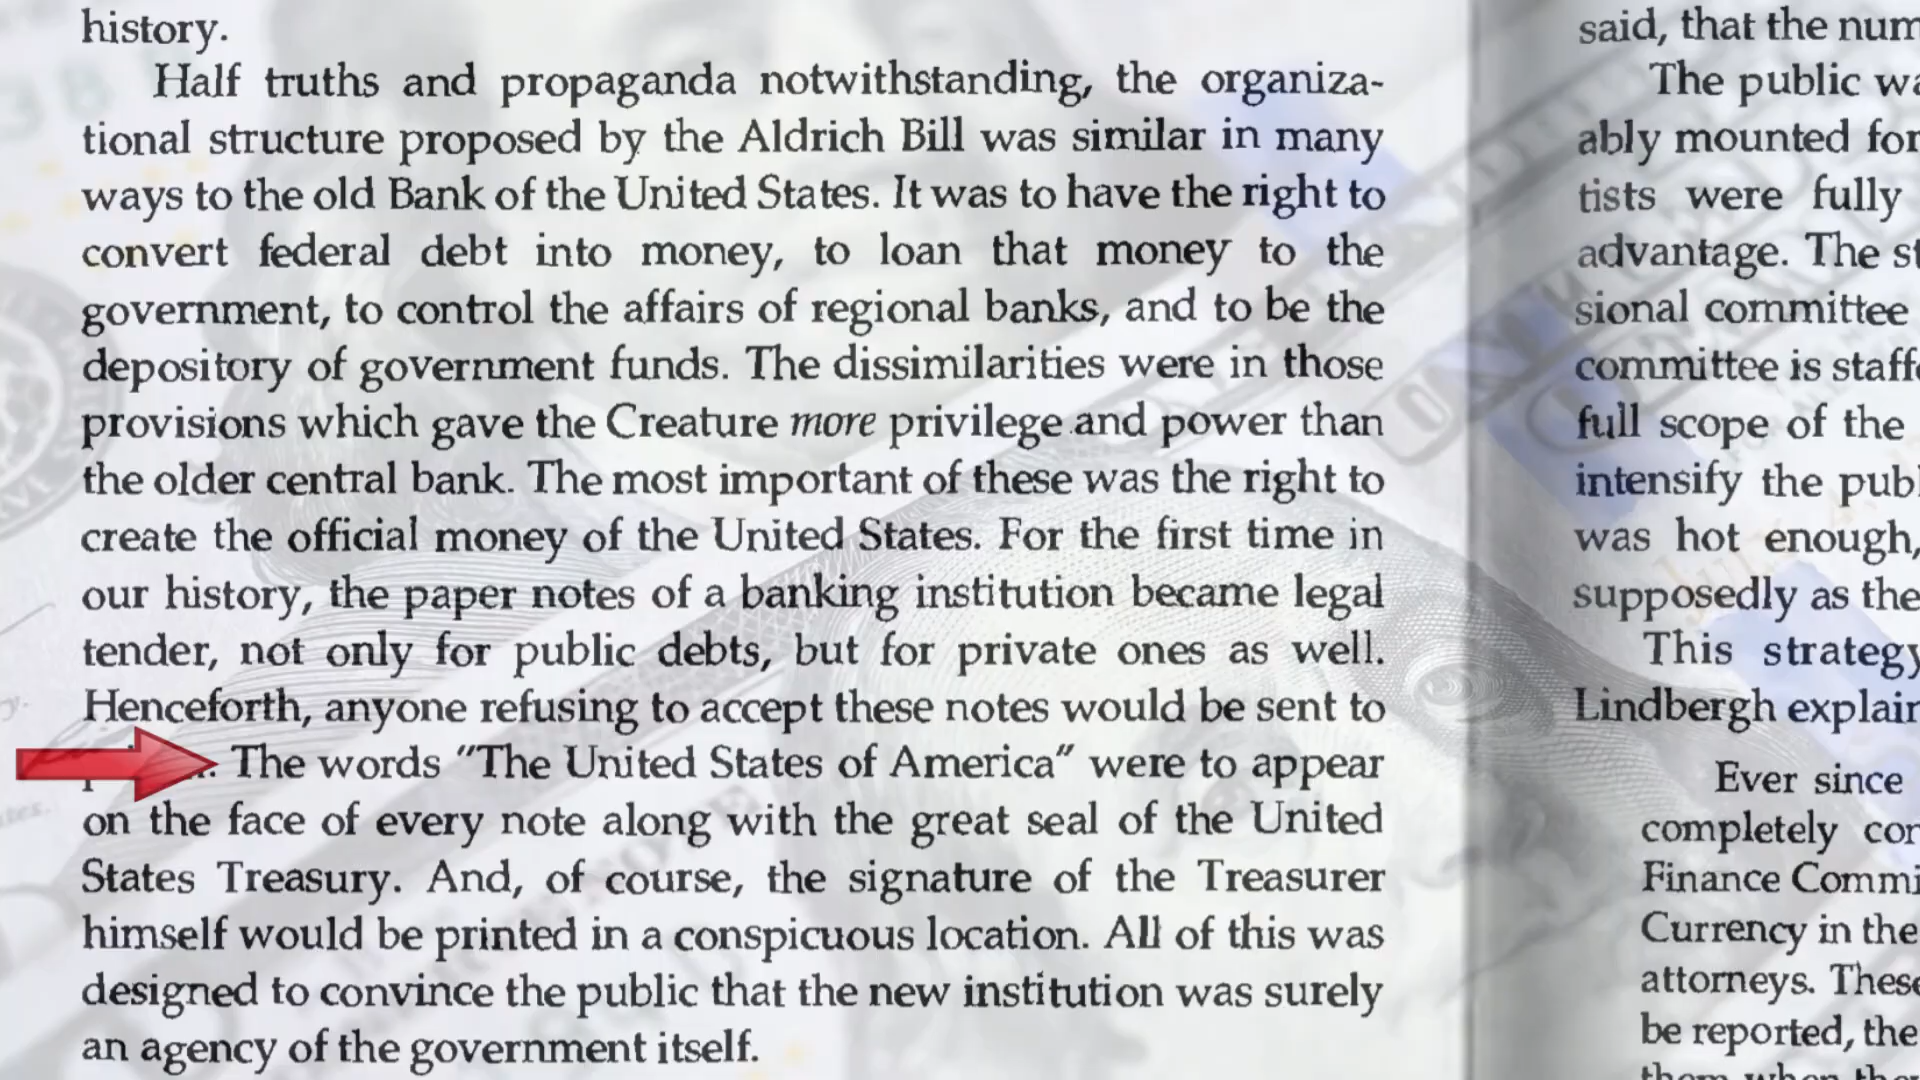 history.
Half truths and propaganda notwithstanding, the organiza-
tional structure proposed by the Aldrich Bill was similar in many
ways to the old Bank of the United States. It was to have the right to
convert federal debt into money, to loan that money to the
government, to control the affairs of regional banks, and to be the
depository of government funds. The dissimilarities were in those
provisions which gave the Creature more privilege and power than
the older central bank. The most important of these was the right to
create the official money of the United States. For the first time in
our history, the paper notes of a banking institution became legal
tender, not only for public debts, but for private ones as well.
Henceforth, anyone refusing to accept these notes would be sent to
The words "The United States of America" were to appear
on the face of every note along with the great seal of the United
States Treasury. And, of course, the signature of the Treasurer
himself would be printed in a conspicuous location. All of this was
designed to convince the public that the new institution was surely
an agency of the government itself.
said, that the num
The public wa
ably mounted for
tists were fully
advantage. The st
sional committee
committee is staffe
full scope of the
intensify the publ
was hot enough,
supposedly as the
This strategy
Lindbergh explain
Ever since
completely cor
Finance Commi
Currency in the
attorneys. These
be reported, the
them when they